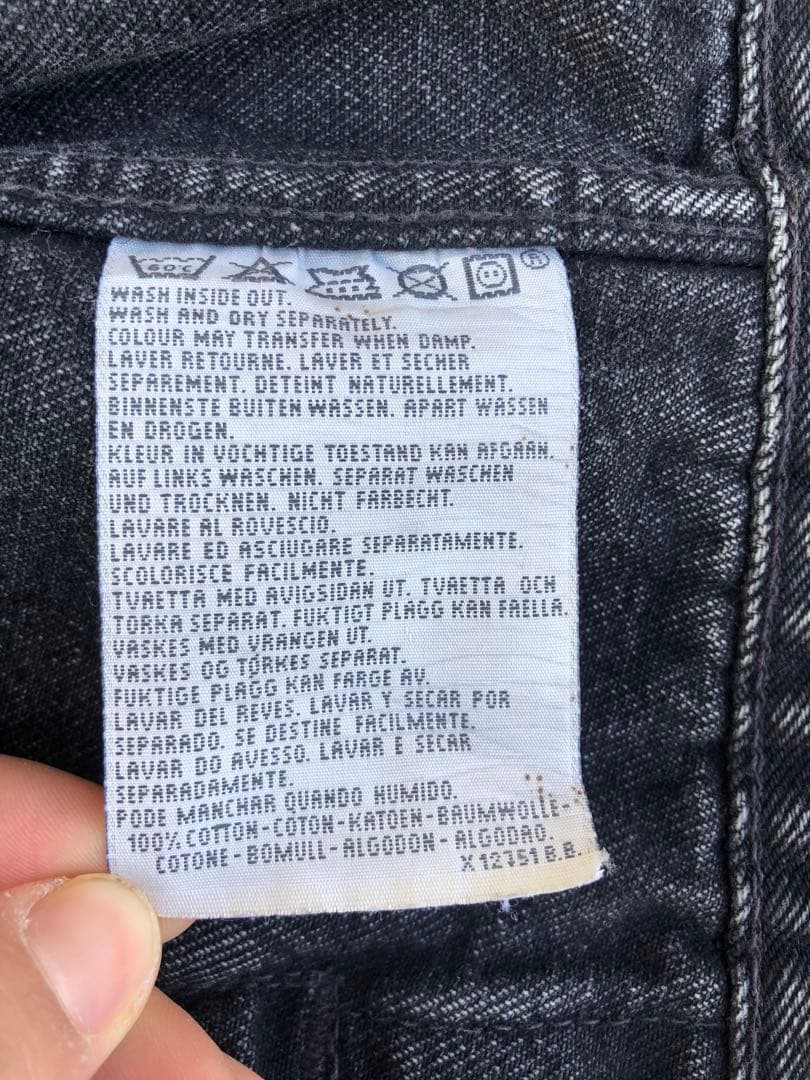 60°C
WASH INSIDE OUT.
WASH AND DRY SEPARATELY.
COLOUR MAY TRANSFER WHEN DAMP.
LAVER RETOURNE. LAVER ET SECHER
SEPAREMENT. DETEINT NATURELLEMENT.
BINNENSTE BUITEN WASSEN. APART WASSEN
EN DROGEN.
KLEUR IN VOCHTIGE TOESTAND KAN AFGAAN.
AUF LINKS WASCHEN. SEPARAT WASCHEN
UND TROCKNEN. NICHT FARBECHT.
LAVARE AL ROVESCIO.
LAVARE ED ASCIUGARE SEPARATAMENTE.
SCOLORISCE FACILMENTE.
TVAETTA MED AVIGSIDAN UT. TVAETTA OCH
TORKA SEPARAT. FUKTIGT PLAGG KAN FAELLA.
VASKES MED VRANGEN UT.
VASKES OG TORKES SEPARAT.
FUKTIGE PLAGG KAN FARGE AV.
LAVAR DEL REVES. LAVAR Y SECAR POR
SEPARADO. SE DESTINE FACILMENTE.
LAVAR DO AVESSO. LAVAR E SECAR
SEPARADAMENTE.
PODE MANCHAR QUANDO HUMIDO.
100% COTTON-COTON-KATOEN-BAUMWOLLE-
COTONE-BOMULL-ALGODON-ALGODAO.
X12751 B.B.